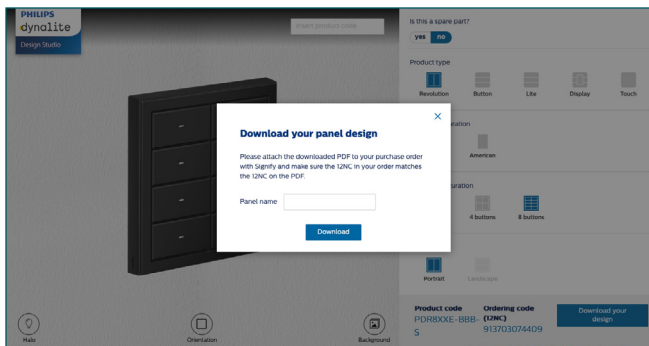 PHILIPS
dynalite
Design Studio
Insert product code
Is this a spare part?
yes no
Product type
Revolution Button Lite Display Touch
Download your panel design
Please attach the downloaded PDF to your purchase order
with Signify and make sure the 12NC in your order matches
the 12NC on the PDF.
Panel name
Download
American
4 buttons 8 buttons
Portrait Landscape
Halo Orientation Background
Product code Ordering code
(12NC)
PDR8XXE-BBB-
S
913703074409
Download your
design